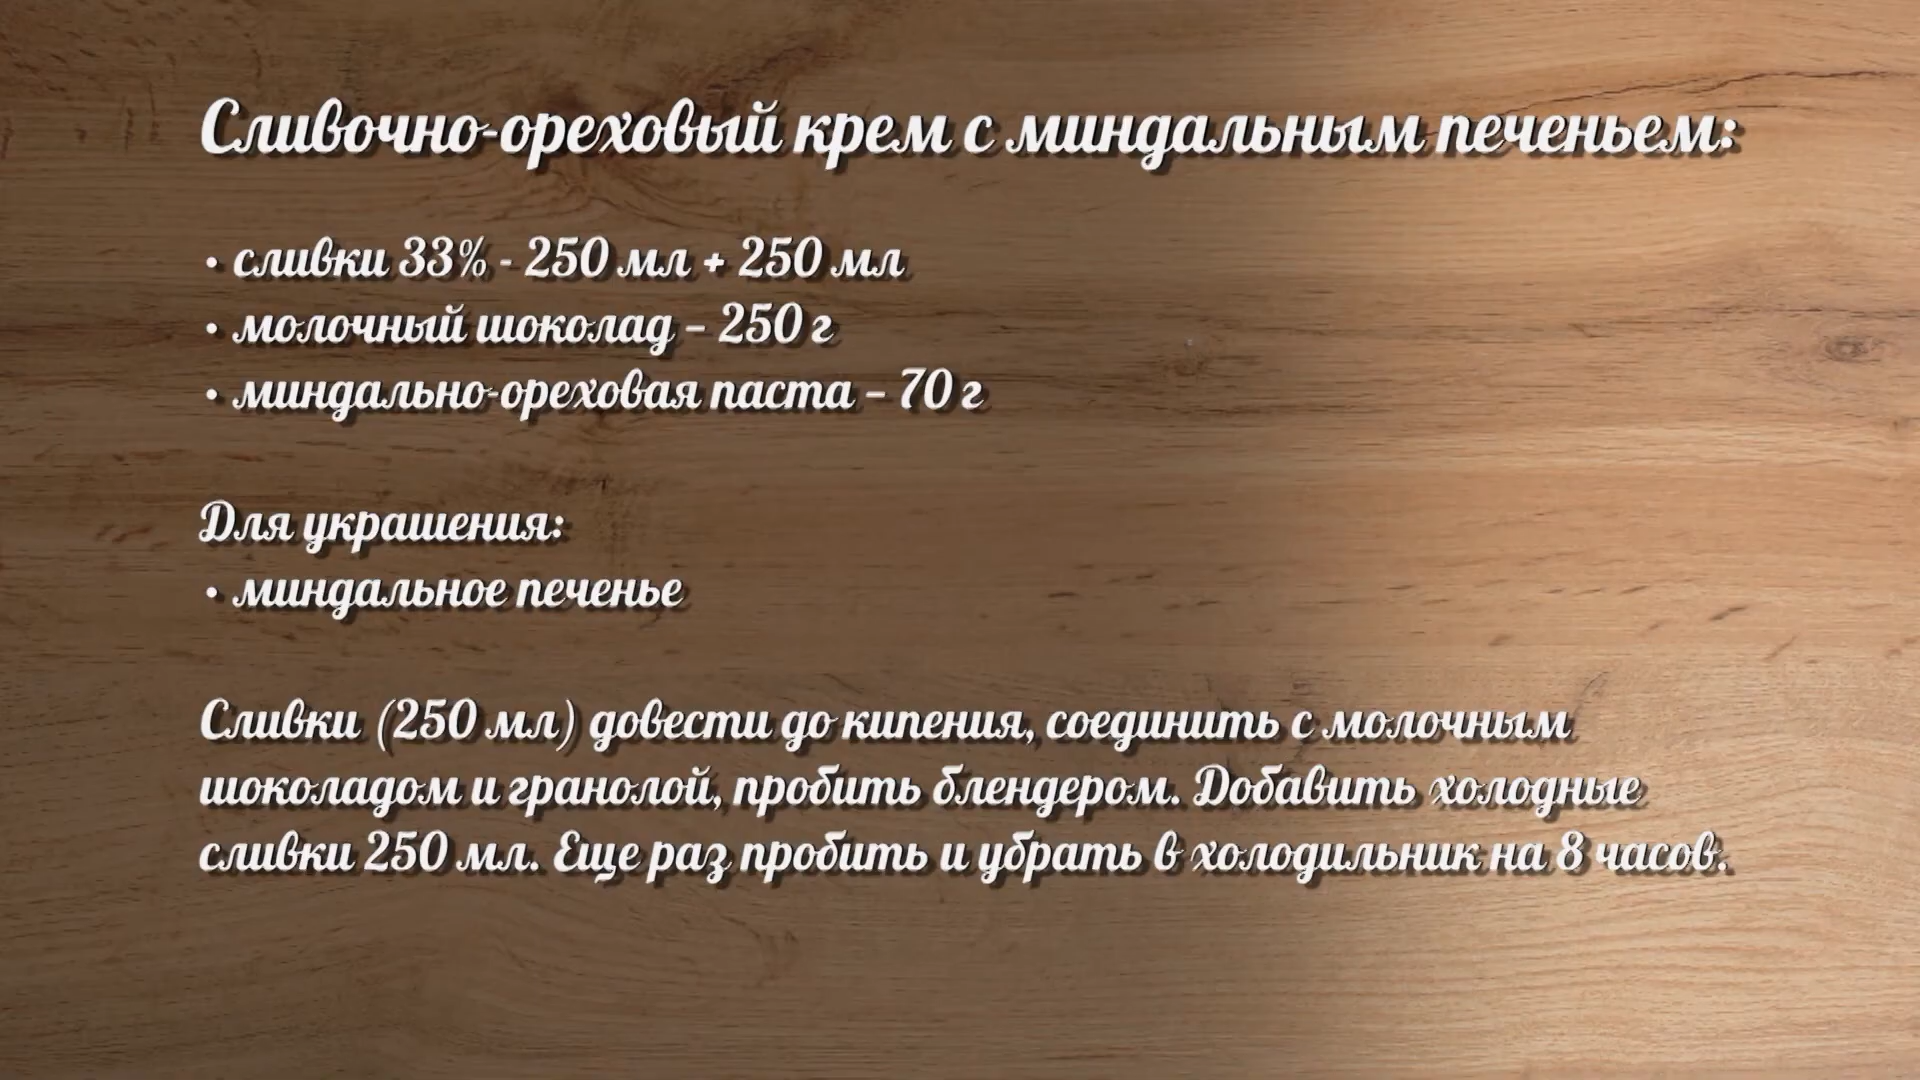 Сливочно-ореховый крем с миндальным печеньем:
• сливки 33% - 250 мл + 250 мл
• молочный шоколад – 250 г
• миндально-ореховая паста – 70 г
Для украшения:
• миндальное печенье
Сливки (250 мл) довести до кипения, соединить с молочным
шоколадом и гранолой, пробить блендером. Добавить холодные
сливки 250 мл. Еще раз пробить и убрать в холодильник на 8 часов.